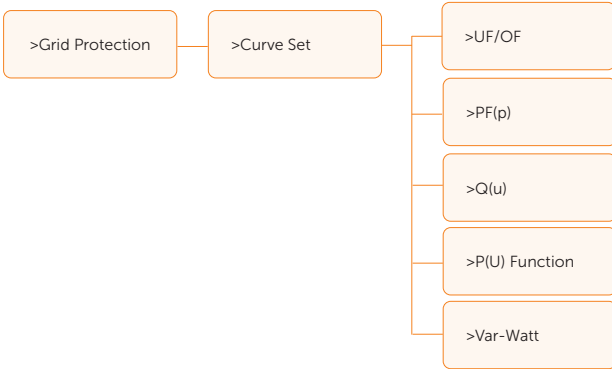 >Grid Protection
>Curve Set
>UF/OF
>PF(p)
>Q(u)
>P(U) Function
>Var-Watt